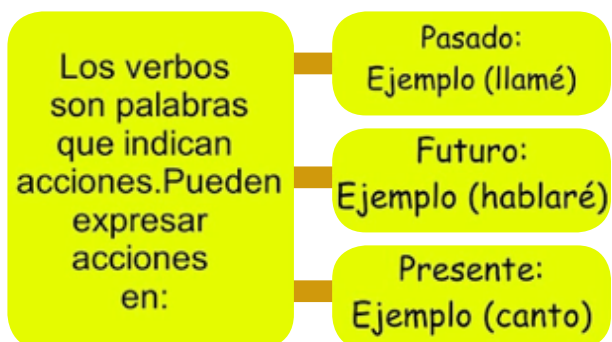 Los verbos
son palabras
que indican
acciones.Pueden
expresar
acciones
en:
Pasado:
Ejemplo (llamé)
Futuro:
Ejemplo (hablaré)
Presente:
Ejemplo (canto)